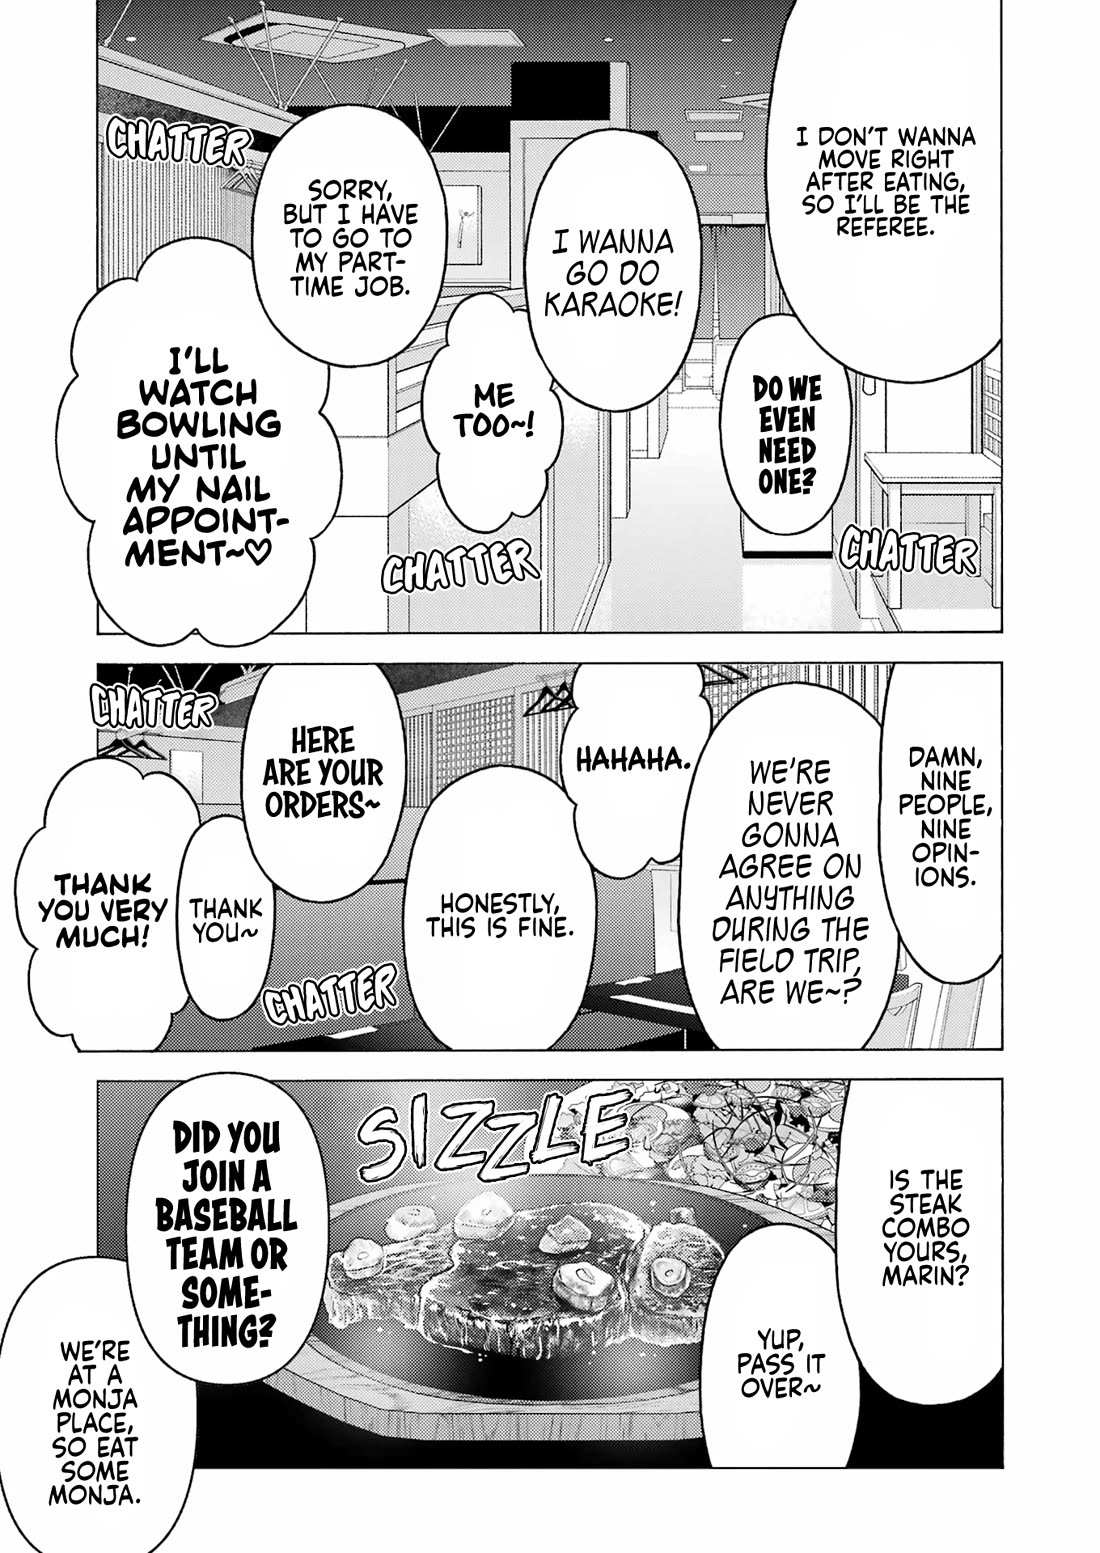 I DON'T WANNA
MOVE RIGHT
AFTER EATING,
SO I'LL BE THE
REFEREE.
DO WE
EVEN
NEED
ONE?
I WANNA
GO DO
KARAOKE!
ME
TOO~!
SORRY,
BUT I HAVE
TO GO TO
MY PART-
TIME JOB.
I'LL
WATCH
BOWLING
UNTIL
MY NAIL
APPOINT-
MENT~♡
CHATTER
CHATTER
CHATTER
DAMN,
NINE
PEOPLE,
NINE
OPIN-
IONS.
WE'RE
NEVER
GONNA
AGREE ON
ANYTHING
DURING THE
FIELD TRIP,
ARE WE~?
HAHAHA.
HONESTLY,
THIS IS FINE.
HERE
ARE YOUR
ORDERS~
THANK
YOU~
THANK
YOU VERY
MUCH!
CHATTER
CHATTER
IS THE
STEAK
COMBO
YOURS,
MARIN?
YUP,
PASS IT
OVER~
SIZZLE
DID YOU
JOIN A
BASEBALL
TEAM OR
SOME-
THING?
WE'RE
AT A
MONJA
PLACE,
SO EAT
SOME
MONJA.